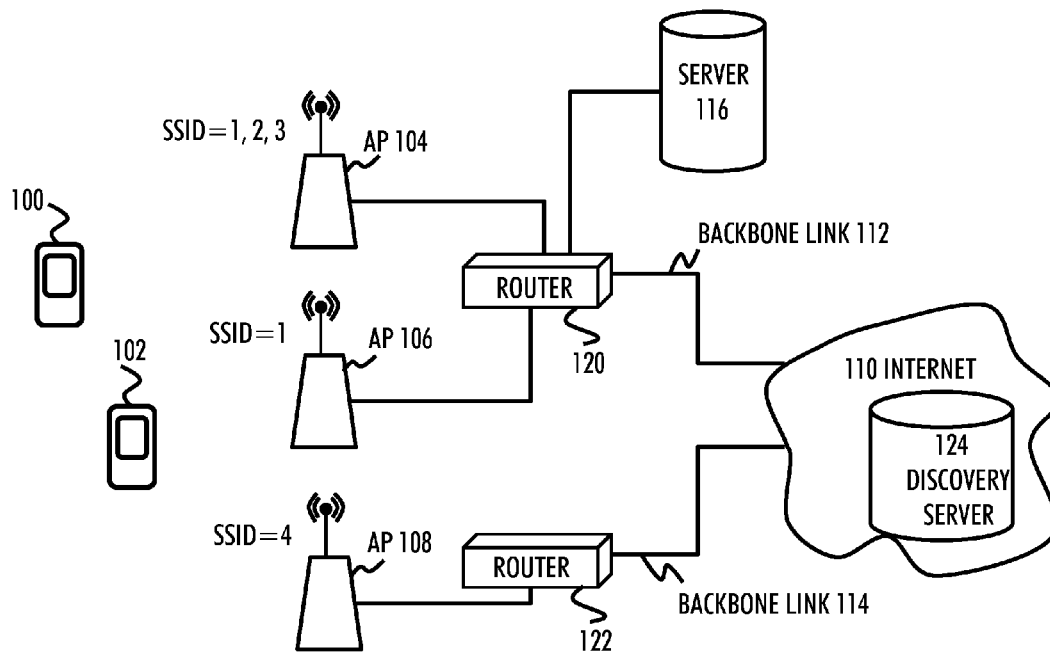 SERVER
116
SSID=1, 2, 3
AP 104
100
BACKBONE LINK 112
ROUTER
SSID=1
AP 106
120
102
110 INTERNET
124
DISCOVERY
SERVER
SSID=4
AP 108
ROUTER
BACKBONE LINK 114
122